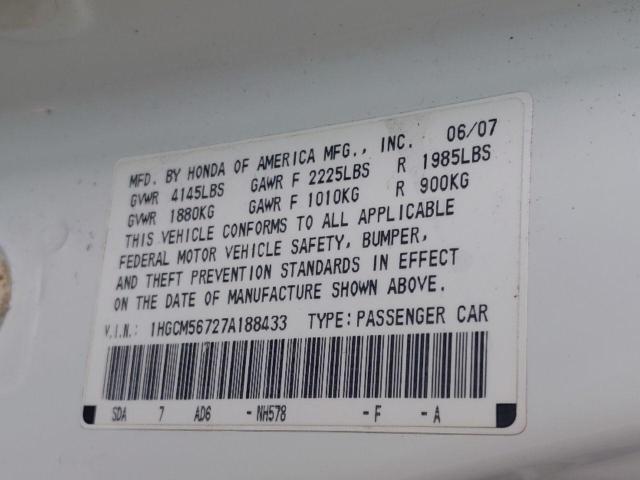 MFD. BY HONDA OF AMERICA MFG., INC. 06/07
GVWR 4145LBS GAWR F 2225LBS R 1985LBS
GVWR 1880KG GAWR F 1010KG R 900KG
THIS VEHICLE CONFORMS TO ALL APPLICABLE
FEDERAL MOTOR VEHICLE SAFETY, BUMPER,
AND THEFT PREVENTION STANDARDS IN EFFECT
ON THE DATE OF MANUFACTURE SHOWN ABOVE.
V.I.N.: 1HGCM56727A188433 TYPE:PASSENGER CAR
SDA 7 AD6 -NH578 -F -A